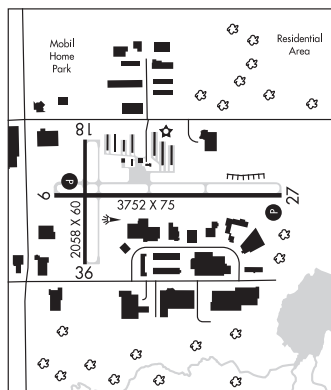 Mobil
Home
Park
Residential
Area
18
P
9
27
3752 X 75
P
2058 X 60
36